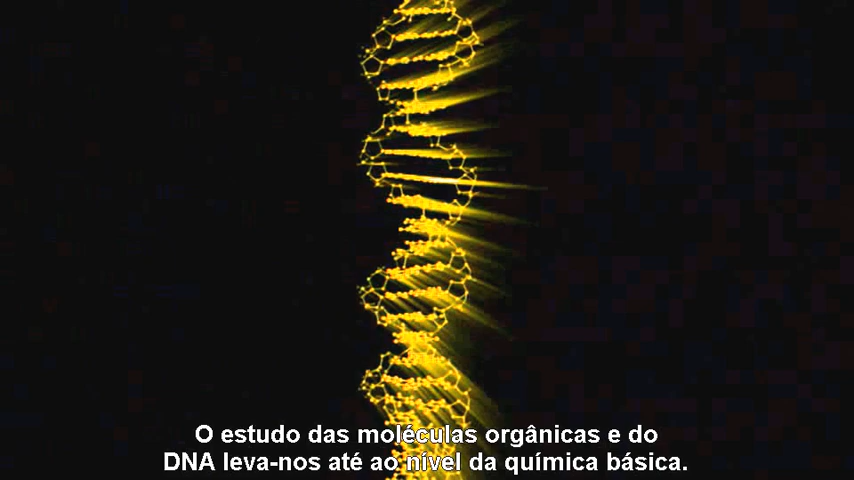 O estudo das moléculas orgânicas e do
DNA leva-nos até ao nível da química básica.